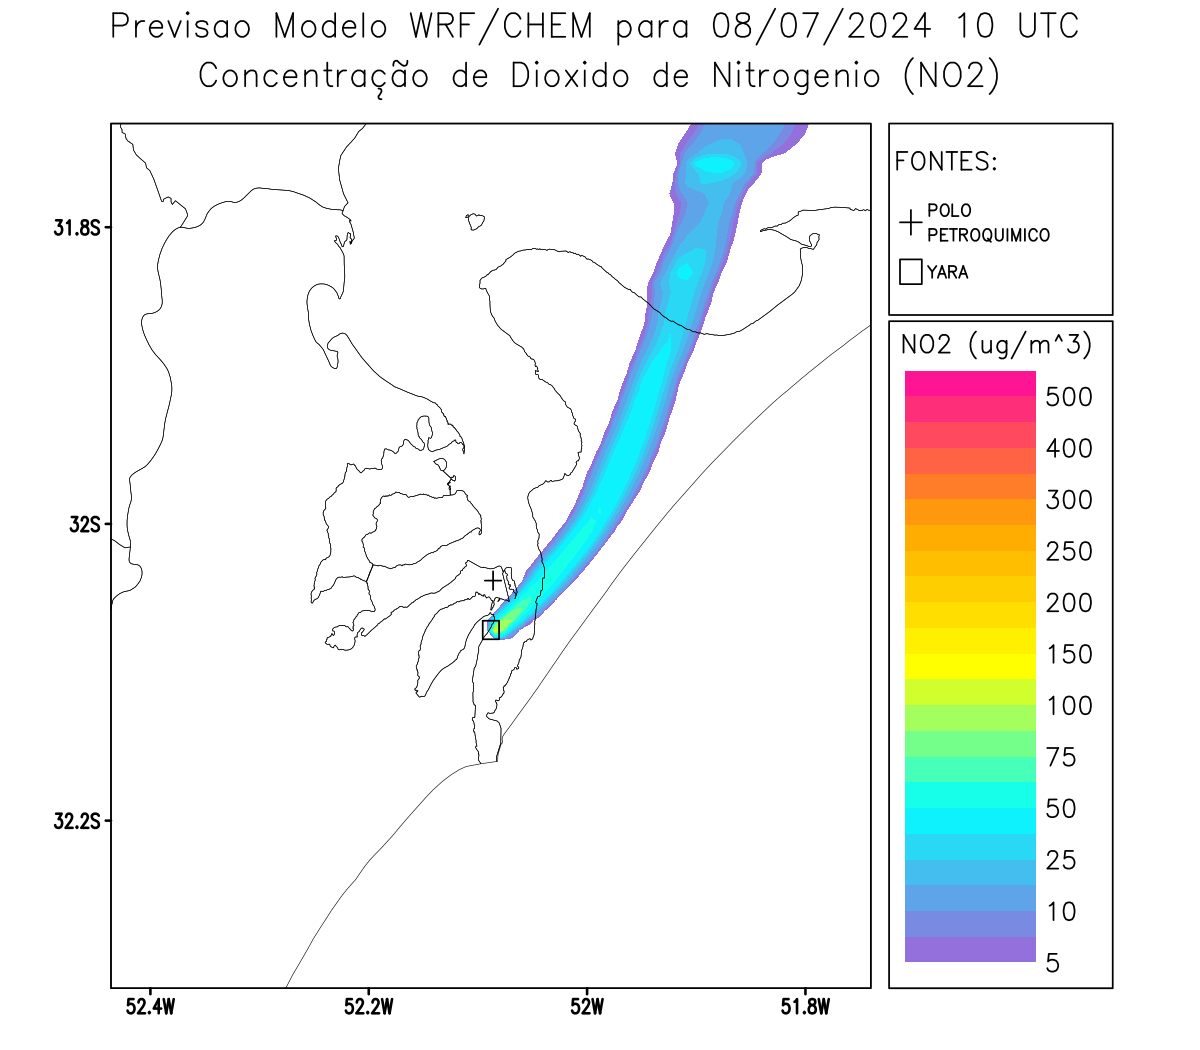 Previsao Modelo WRF/CHEM para 08/07/2024 10 UTC
Concentração de Dioxido de Nitrogenio (NO2)
FONTES:
POLO
PETROQUIMICO
YARA
NO2 (ug/m^3)
500
400
300
250
200
150
100
75
50
25
10
5
31.8S
32S
32.2S
52.4W
52.2W
52W
51.8W